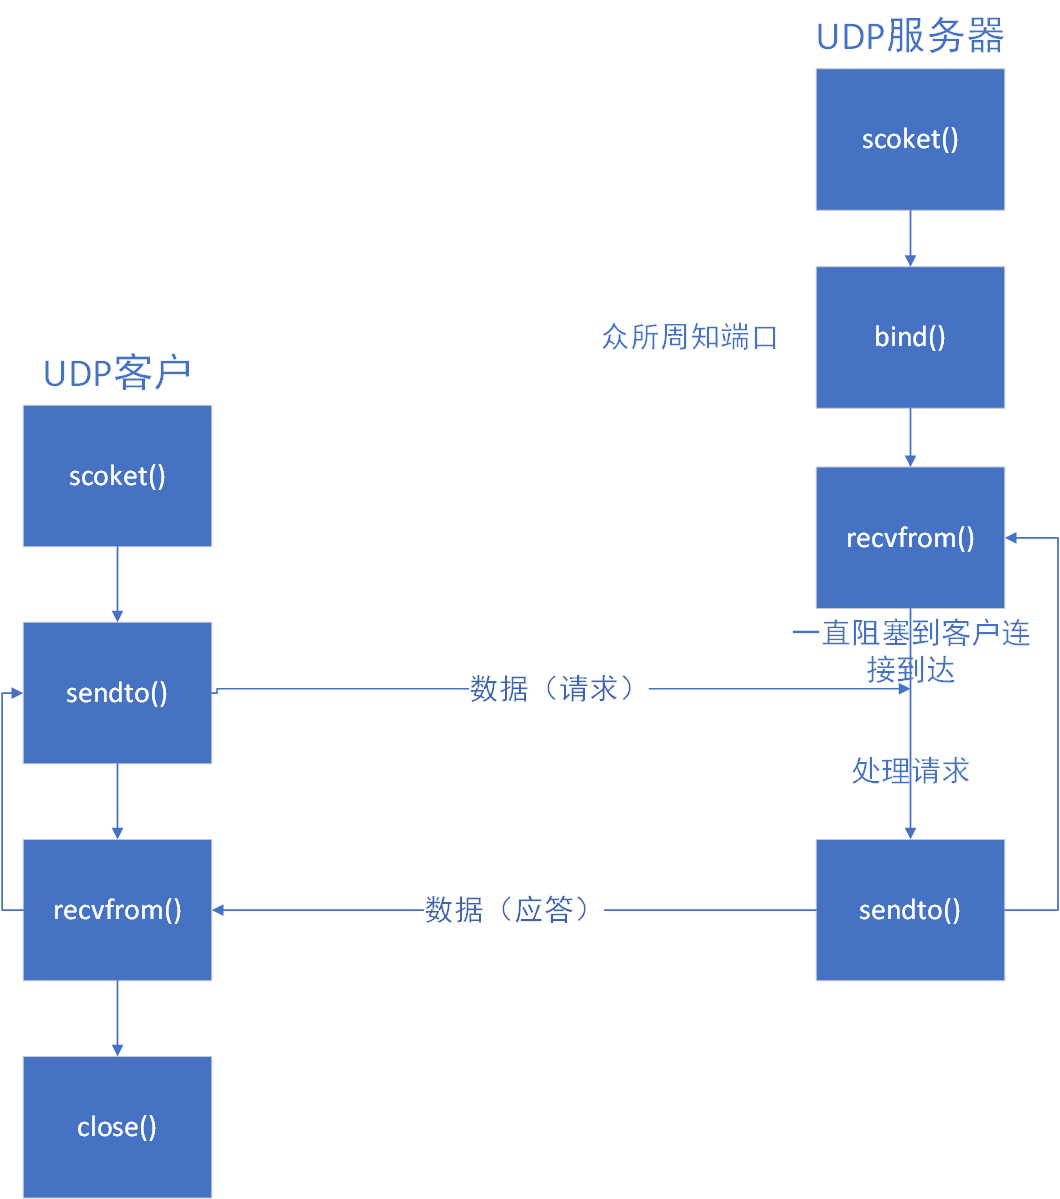 UDP服务器
scoket()
bind()
众所周知端口
UDP客户
scoket()
recvfrom()
一直阻塞到客户连
接到达
sendto()
数据（请求）
处理请求
recvfrom()
数据（应答）
sendto()
close()